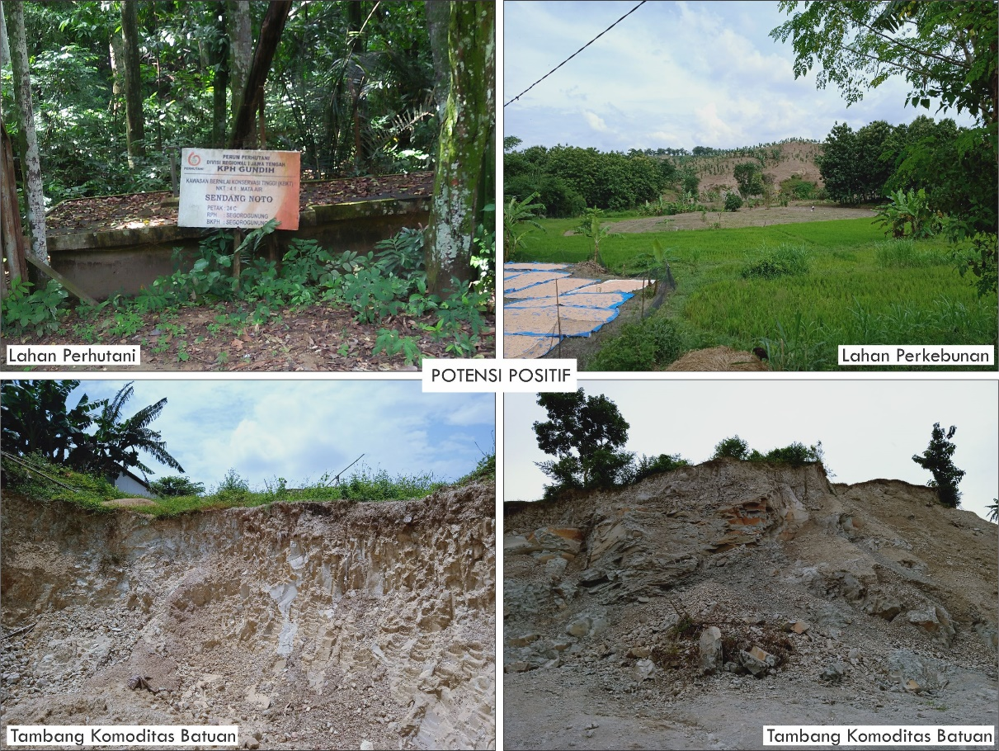 PERHUTANI
PERUM PERHUTANI
DIVISI REGIONAL I JAWA TENGAH
KPH GUNDIH
KAWASAN BERNILAI KONSERVASI TINGGI (KBKT)
NKT : 4.1 : MATA AIR
SENDANG NOTO
PETAK : 24 C
RPH : SEGOROGUNUNG
BKPH : SEGOROGUNUNG
Lahan Perhutani
Lahan Perkebunan
POTENSI POSITIF
Tambang Komoditas Batuan
Tambang Komoditas Batuan